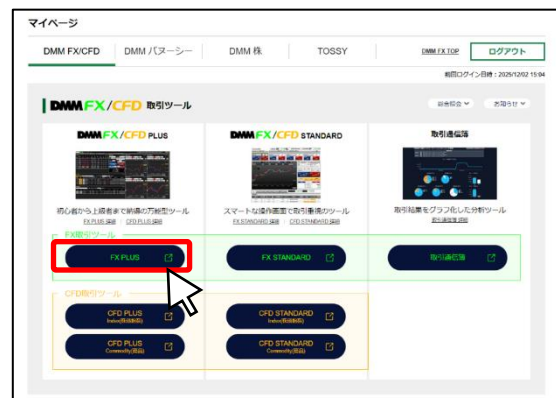 マイページ
DMM FX/CFD DMM バヌーシー DMM 株 TOSSY DMM FX TOP ログアウト
前回ログイン日時：2025/12/02 15:04
DMM FX/CFD 取引ツール 総合照会 お知らせ
DMM FX/CFD PLUS DMM FX/CFD STANDARD 取引通信簿
初心者から上級者まで納得の万能型ツール スマートな操作画面で取引重視のツール 取引結果をグラフ化した分析ツール
FX PLUS 詳細 CFD PLUS 詳細 FX STANDARD 詳細 CFD STANDARD 詳細 取引通信簿 詳細
FX取引ツール
FX PLUS FX STANDARD 取引通信簿
CFD取引ツール
CFD PLUS CFD STANDARD
Index(株価指数) Index(株価指数)
CFD PLUS CFD STANDARD
Commodity(商品) Commodity(商品)